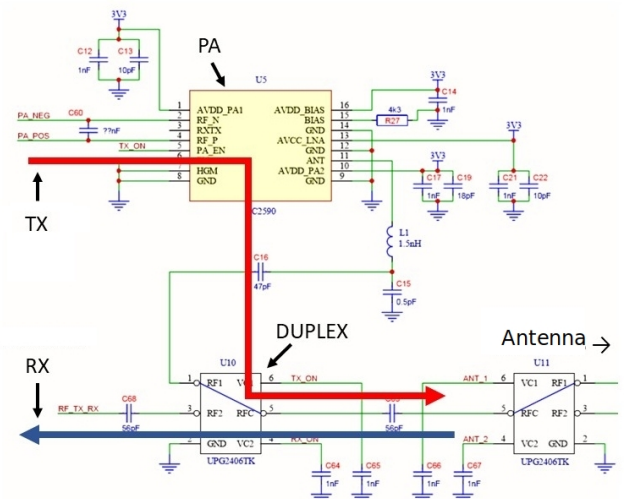 3V3
C12
1nF
C13
10pF
PA
U5
PA_NEG
C60
??nF
PA_POS
TX_ON
1 AVDD_PA1
2 RF_N
3 RXTX
4 RF_P
5 PA_EN
6
7 HGM
8 GND
AVDD_BIAS 16
BIAS 15
GND 14
AVCC_LNA 13
GND 12
ANT 11
AVDD_PA2 10
GND 9
C2590
3V3
C14
1nF
4k3
R27
3V3
3V3
C17
1nF
C19
18pF
C21
1nF
C22
10pF
TX
L1
1.5nH
C16
47pF
C15
0.5pF
DUPLEX
Antenna
RX
U10
1 RF1
3 RF2
2 GND
VC1 6
RFC 5
VC2 4
UPG2406TK
TX_ON
RX_ON
RF_TX_RX
C68
56pF
56pF
C64
1nF
C65
1nF
C66
1nF
C67
1nF
ANT_1
ANT_2
U11
6 VC1
5 RFC
4 VC2
RF1 1
RF2 3
GND 2
UPG2406TK